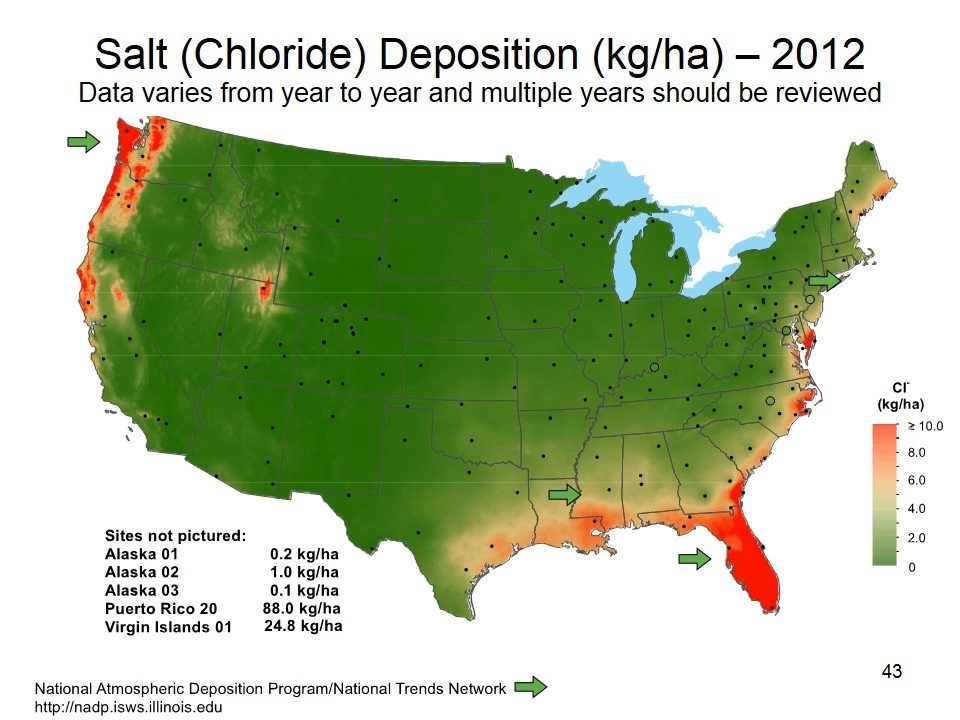 Salt (Chloride) Deposition (kg/ha) – 2012
Data varies from year to year and multiple years should be reviewed
Cl⁻
(kg/ha)
≥ 10.0
8.0
6.0
4.0
2.0
0
Sites not pictured:
Alaska 01 0.2 kg/ha
Alaska 02 1.0 kg/ha
Alaska 03 0.1 kg/ha
Puerto Rico 20 88.0 kg/ha
Virgin Islands 01 24.8 kg/ha
43
National Atmospheric Deposition Program/National Trends Network
http://nadp.isws.illinois.edu